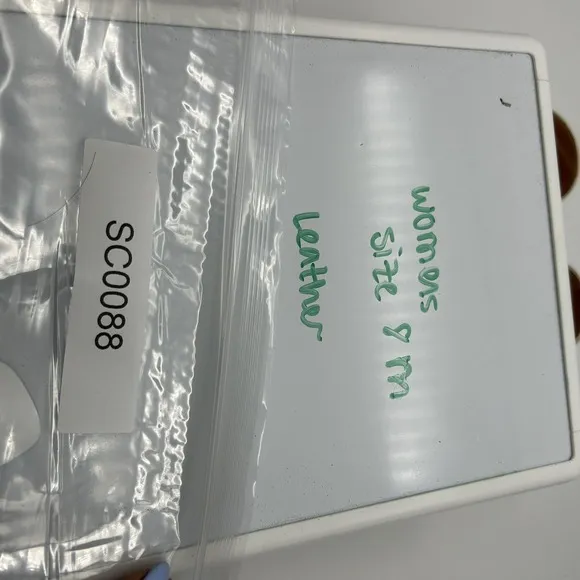 womens
size 8 m
Leather
SC0088